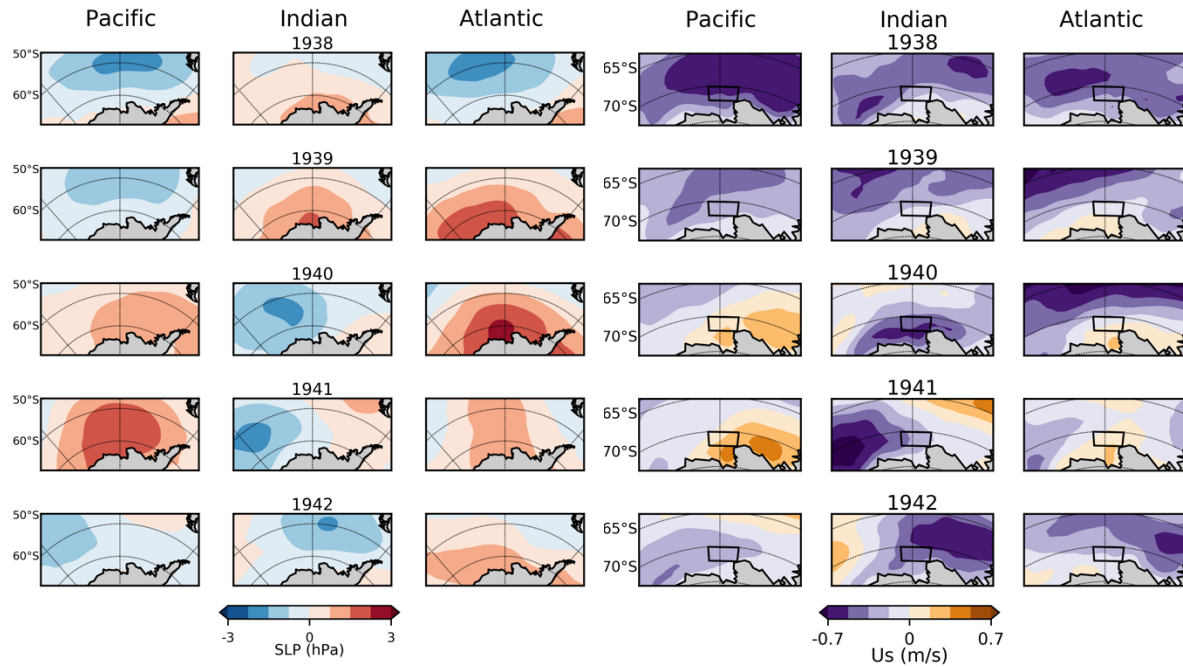 Pacific Indian Atlantic Pacific Indian Atlantic
1938 1938
50°S 65°S
60°S 70°S
1939 1939
50°S 65°S
60°S 70°S
1940 1940
50°S 65°S
60°S 70°S
1941 1941
50°S 65°S
60°S 70°S
1942 1942
50°S 65°S
60°S 70°S
-3 0 3 -0.7 0 0.7
SLP (hPa) Us (m/s)